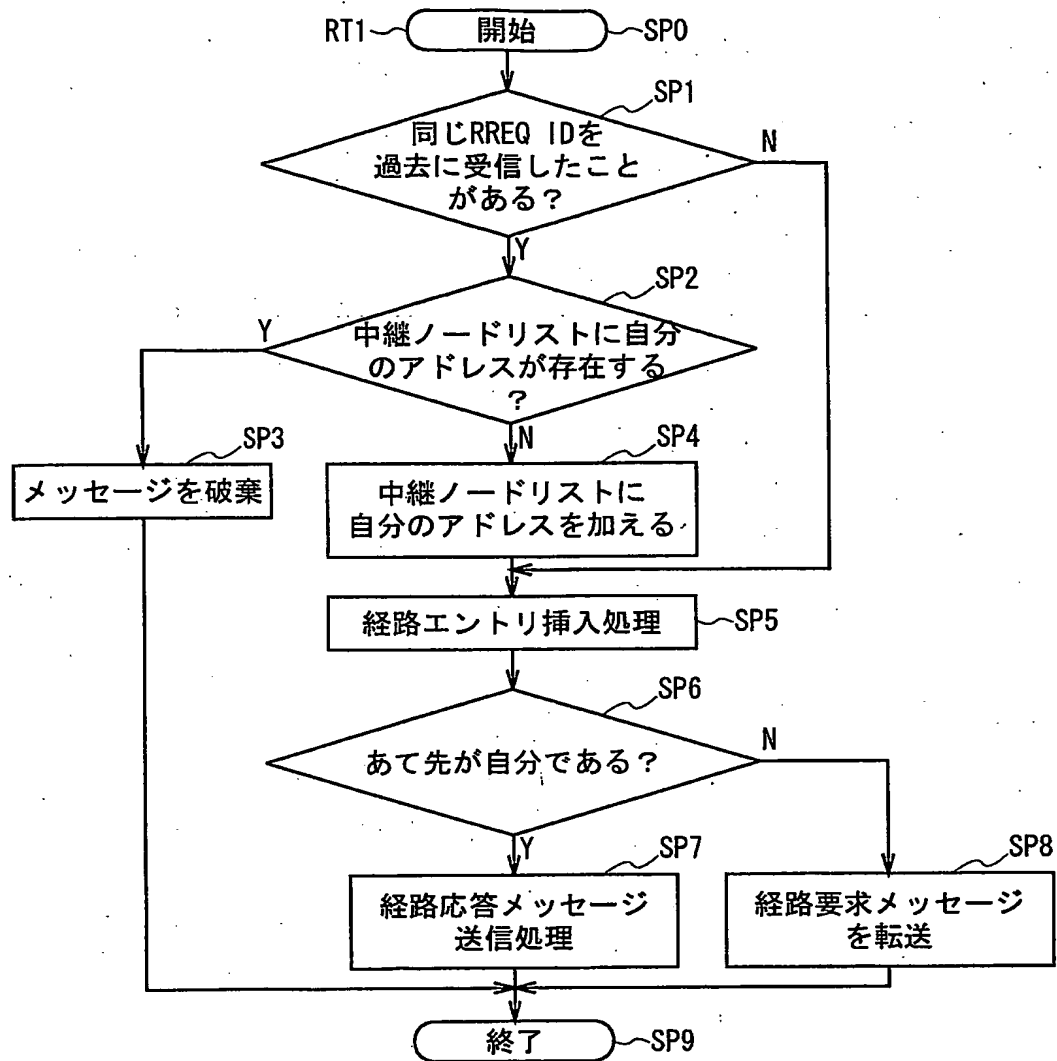 RT1 開始 SP0
SP1
同じRREQ IDを
過去に受信したこと
がある?
N
Y
SP2
Y
中継ノードリストに自分
のアドレスが存在する
?
N
SP3
メッセージを破棄
SP4
中継ノードリストに
自分のアドレスを加える
経路エントリ挿入処理 SP5
SP6
あて先が自分である?
N
Y
SP7
経路応答メッセージ
送信処理
SP8
経路要求メッセージ
を転送
終了 SP9